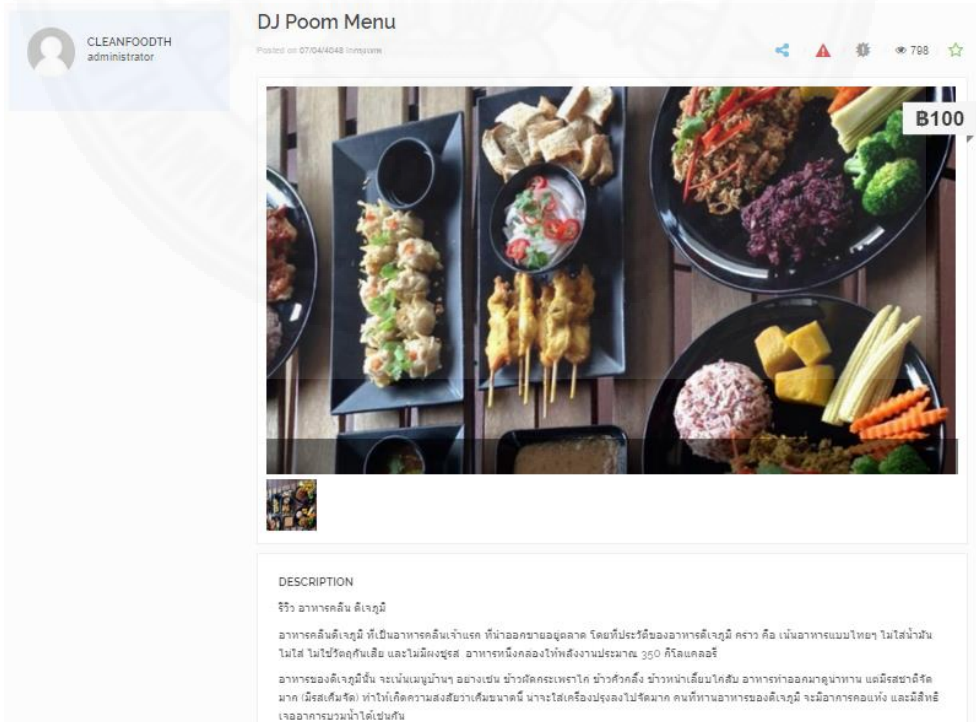 DJ Poom Menu
CLEANFOODTH
administrator
Posted on 07/04/4048 in
798
฿100
DESCRIPTION
รีวิว อาหารคลีน ดีเจภูมิ
อาหารคลีนดีเจภูมิ ที่เป็นอาหารคลีนเจ้าแรก ที่นำออกขายอยู่ตลาด โดยที่ประวัติของอาหารดีเจภูมิ คราว คือ เน้นอาหารแบบไทยๆ ไม่ใส่น้ำมัน
ไม่ใส่ ไม่ใช้วัตถุกันเสีย และไม่มีผงชูรส อาหารหนึ่งกล่องให้พลังงานประมาณ 350 กิโลแคลอรี่
อาหารของดีเจภูมินั้น จะเน้นเมนูบ้านๆ อย่างเช่น ข้าวผัดกระเพราไก่ ข้าวคั่วกลิ้ง ข้าวหน้าเลี้ยบไก่สับ อาหารทำออกมาดูน่าทาน แต่มีรสชาติจัด
มาก (มีรสเค็มจัด) ทำให้เกิดความสงสัยว่าเค็มขนาดนี้ น่าจะใส่เครื่องปรุงลงไปจัดมาก คนที่ทานอาหารของดีเจภูมิ จะมีอาการคอแห้ง และมีสิทธิ์
เจออาการบวมน้ำได้เช่นกัน